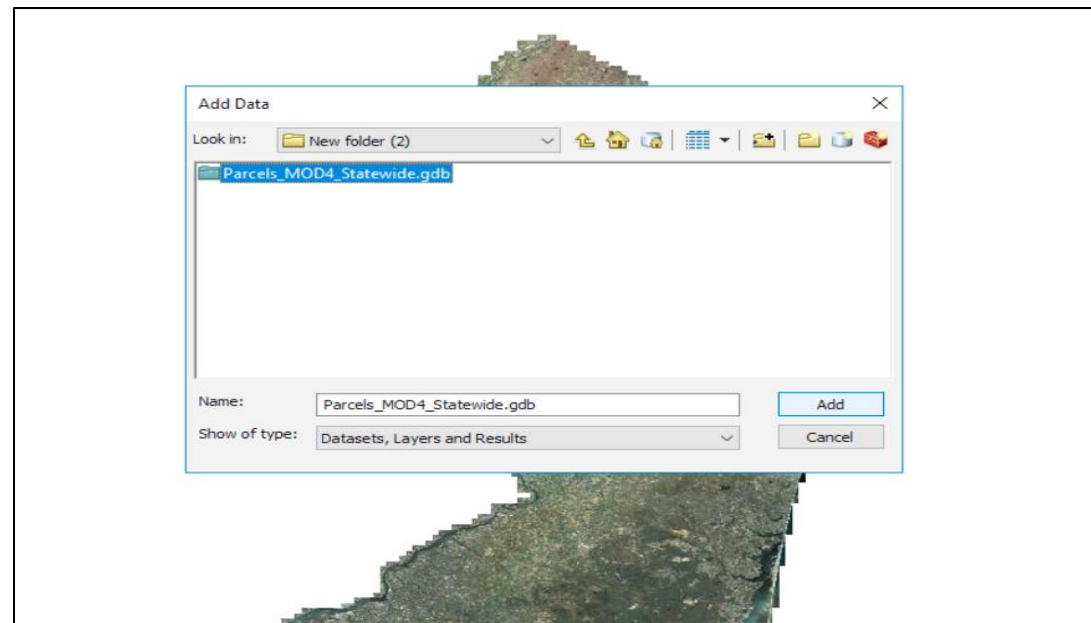 Add Data
Look in: New folder (2)
Parcels_MOD4_Statewide.gdb
Name: Parcels_MOD4_Statewide.gdb Add
Show of type: Datasets, Layers and Results Cancel